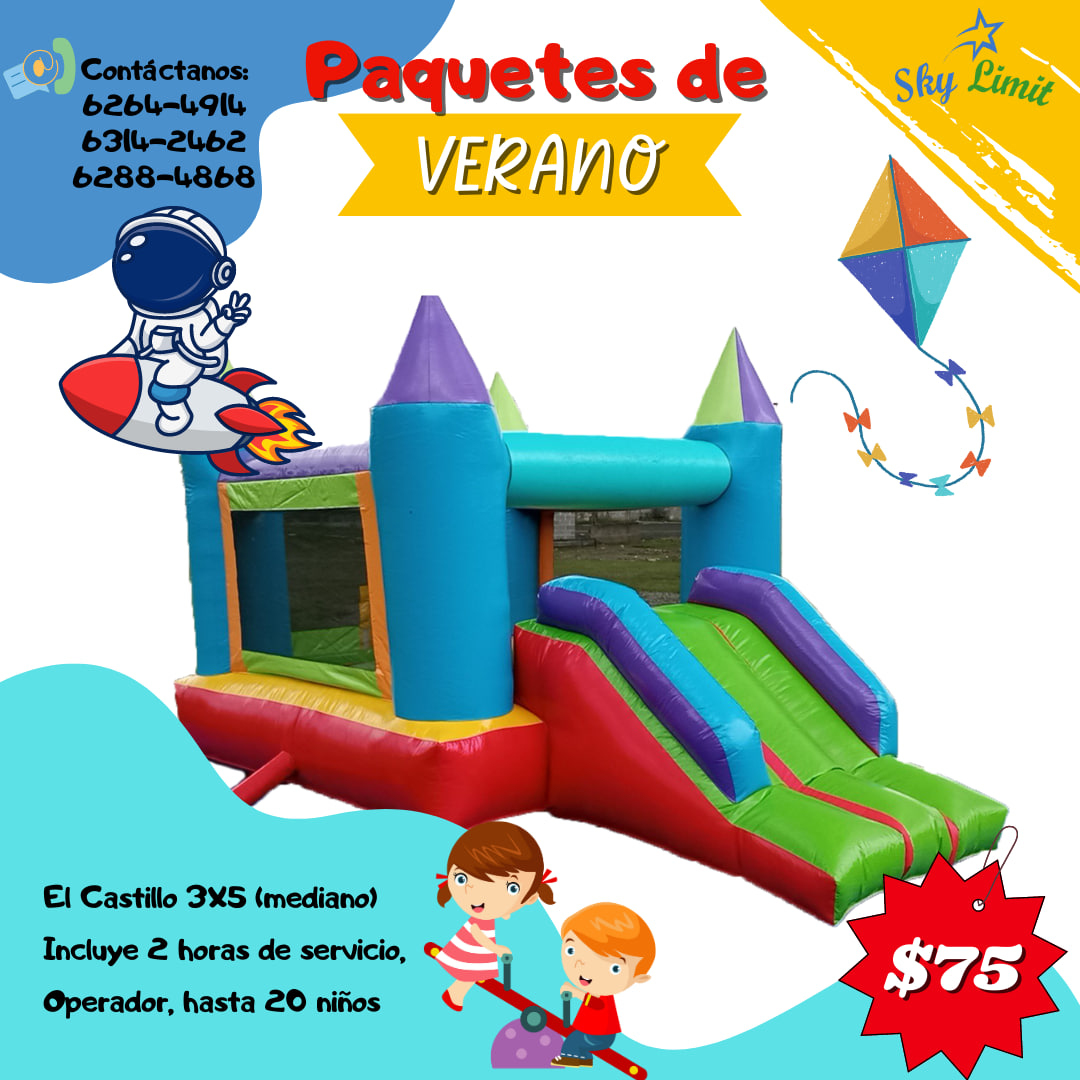 Contáctanos:
6264-4914
6314-2462
6288-4868
Paquetes de
VERANO
Sky Limit
El Castillo 3X5 (mediano)
Incluye 2 horas de servicio,
Operador, hasta 20 niños
$75